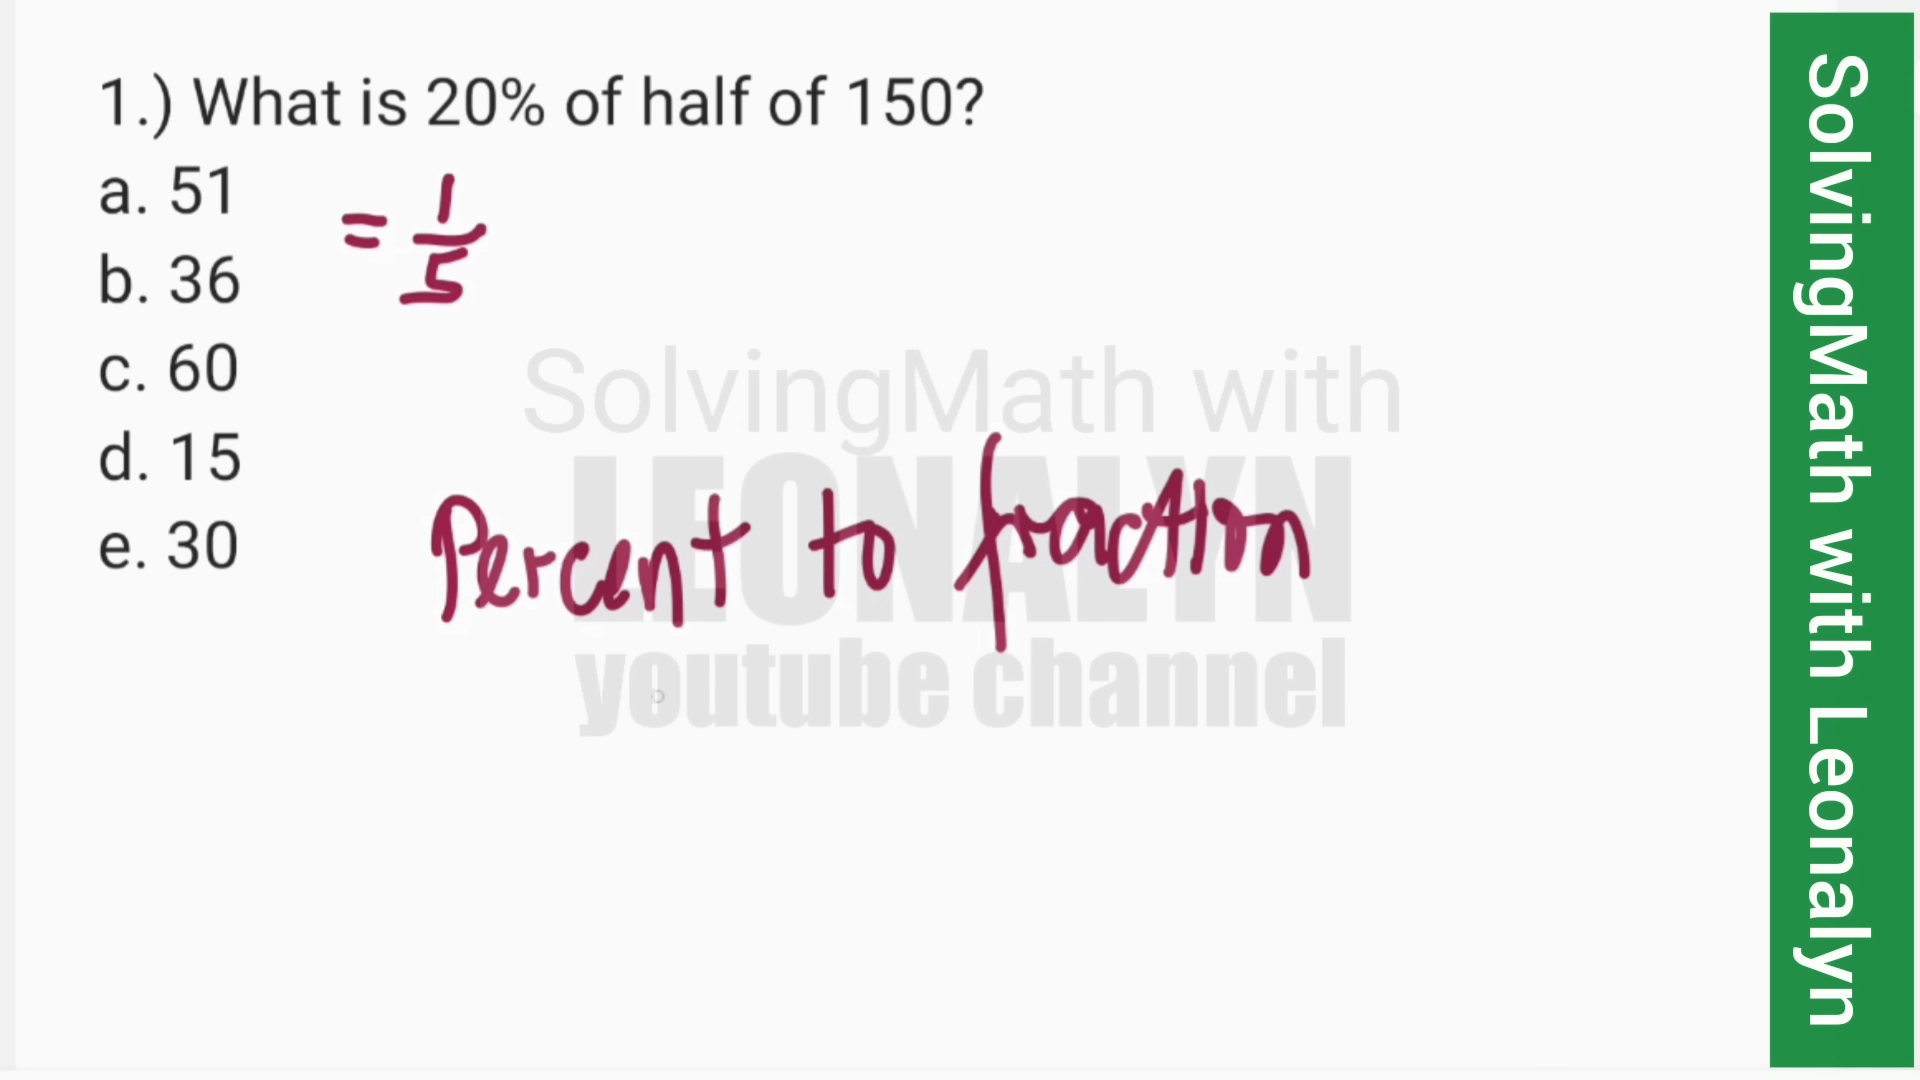 1.) What is 20% of half of 150?
a. 51
= 1/5
b. 36
c. 60
d. 15
e. 30
Percent to fraction
SolvingMath with
LEONALYN
youtube channel
SolvingMath with Leonalyn